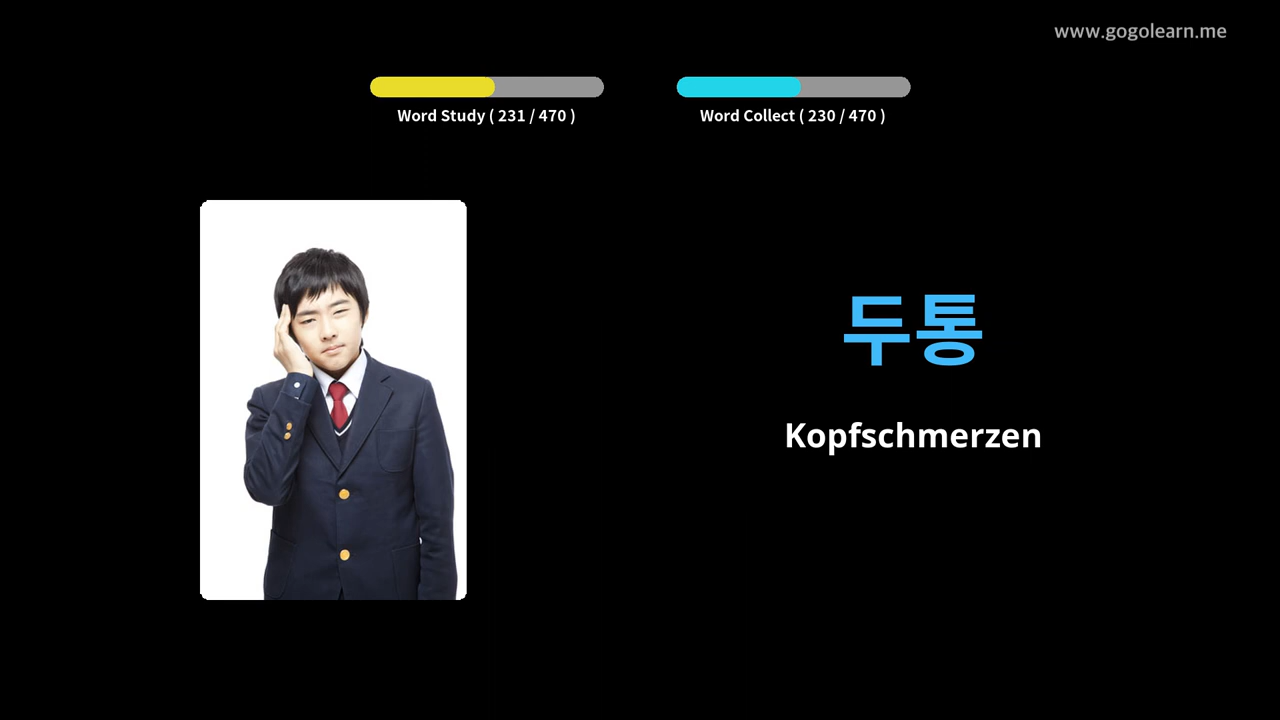 www.gogolearn.me
Word Study ( 231 / 470 )
Word Collect ( 230 / 470 )
두통
Kopfschmerzen